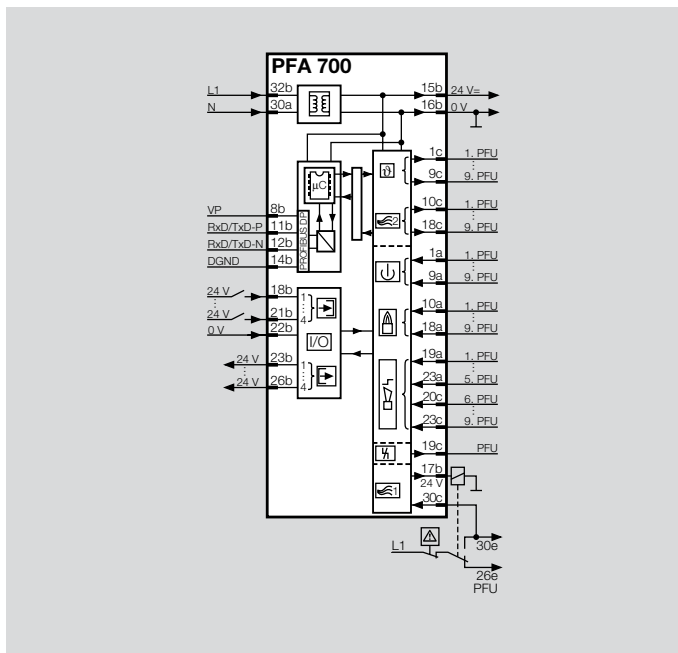 PFA 700
L1 32b 15b 24 V=
N 30a 16b 0 V
1c 1. PFU
ϑ
µC
9c 9. PFU
10c 1. PFU
VP 8b
2
RxD/TxD-P 11b
18c 9. PFU
RxD/TxD-N 12b
PROFIBUS DP
DGND 14b
1a 1. PFU
9a 9. PFU
24 V 18b 1
10a 1. PFU
24 V 21b 4
18a 9. PFU
0 V 22b
I/O
19a 1. PFU
24 V 23b 1
23a 5. PFU
24 V 26b 4
20c 6. PFU
23c 9. PFU
19c PFU
17b
24 V
1
30c
L1
30e
26e
PFU